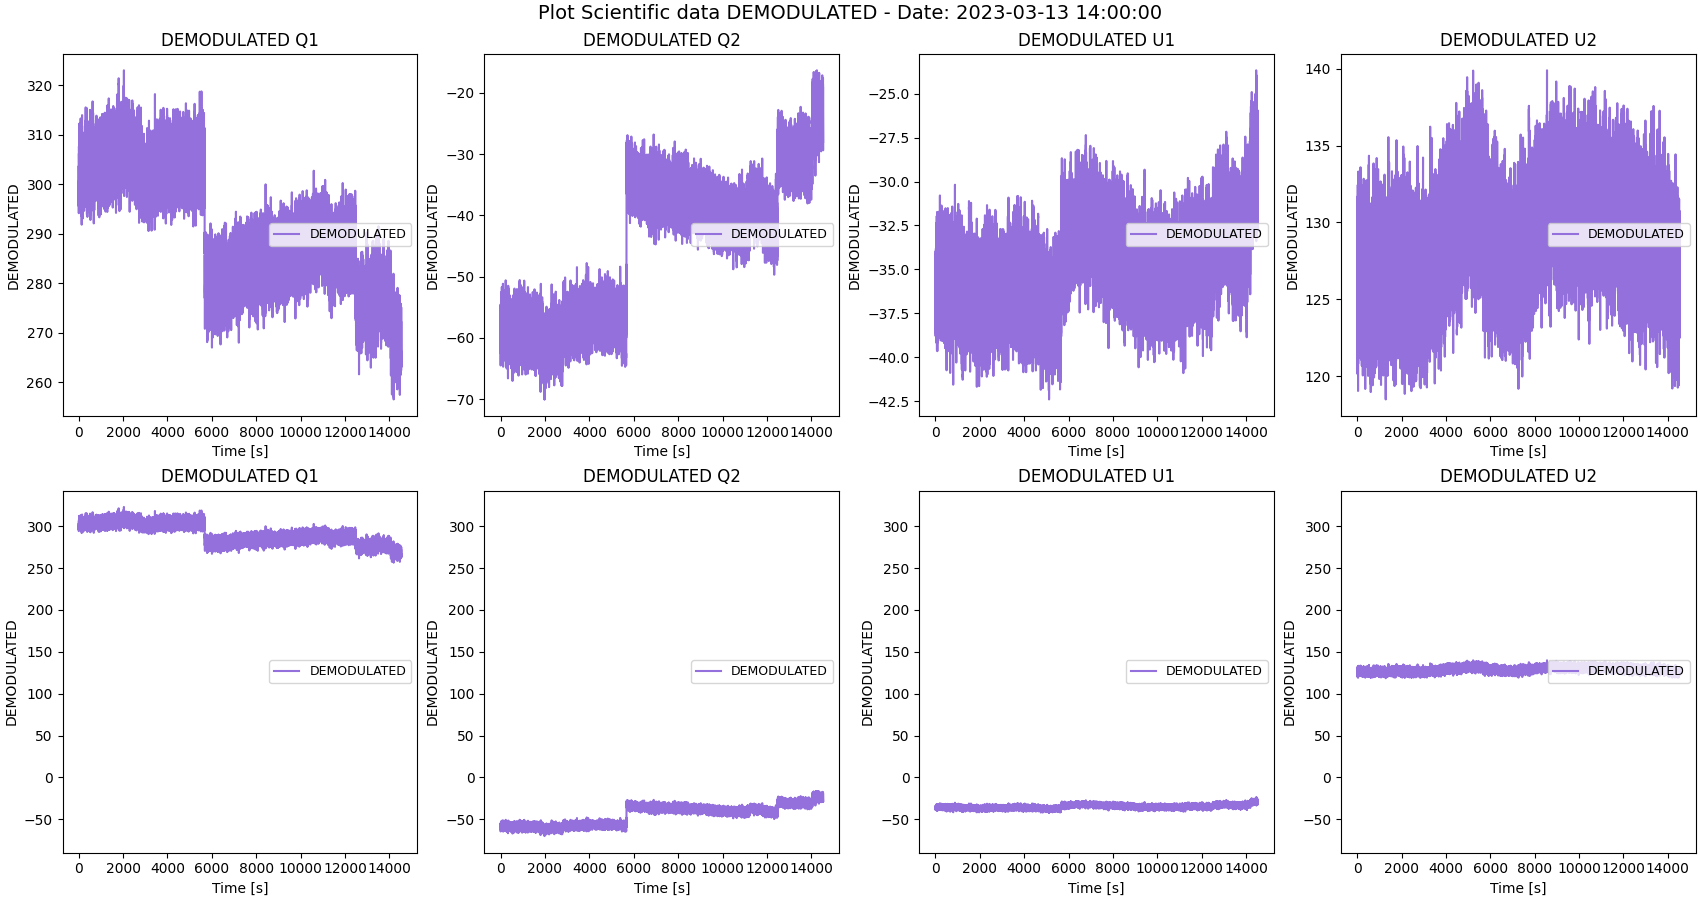 Plot Scientific data DEMODULATED - Date: 2023-03-13 14:00:00
DEMODULATED Q1
DEMODULATED
320
310
300
290
280
270
260
DEMODULATED
0 2000 4000 6000 8000 10000 12000 14000
Time [s]
DEMODULATED Q2
DEMODULATED
−20
−30
−40
−50
−60
−70
DEMODULATED
0 2000 4000 6000 8000 10000 12000 14000
Time [s]
DEMODULATED U1
DEMODULATED
−25.0
−27.5
−30.0
−32.5
−35.0
−37.5
−40.0
−42.5
DEMODULATED
0 2000 4000 6000 8000 10000 12000 14000
Time [s]
DEMODULATED U2
DEMODULATED
140
135
130
125
120
DEMODULATED
0 2000 4000 6000 8000 10000 12000 14000
Time [s]
DEMODULATED Q1
DEMODULATED
300
250
200
150
100
50
0
−50
DEMODULATED
0 2000 4000 6000 8000 10000 12000 14000
Time [s]
DEMODULATED Q2
DEMODULATED
300
250
200
150
100
50
0
−50
DEMODULATED
0 2000 4000 6000 8000 10000 12000 14000
Time [s]
DEMODULATED U1
DEMODULATED
300
250
200
150
100
50
0
−50
DEMODULATED
0 2000 4000 6000 8000 10000 12000 14000
Time [s]
DEMODULATED U2
DEMODULATED
300
250
200
150
100
50
0
−50
DEMODULATED
0 2000 4000 6000 8000 10000 12000 14000
Time [s]